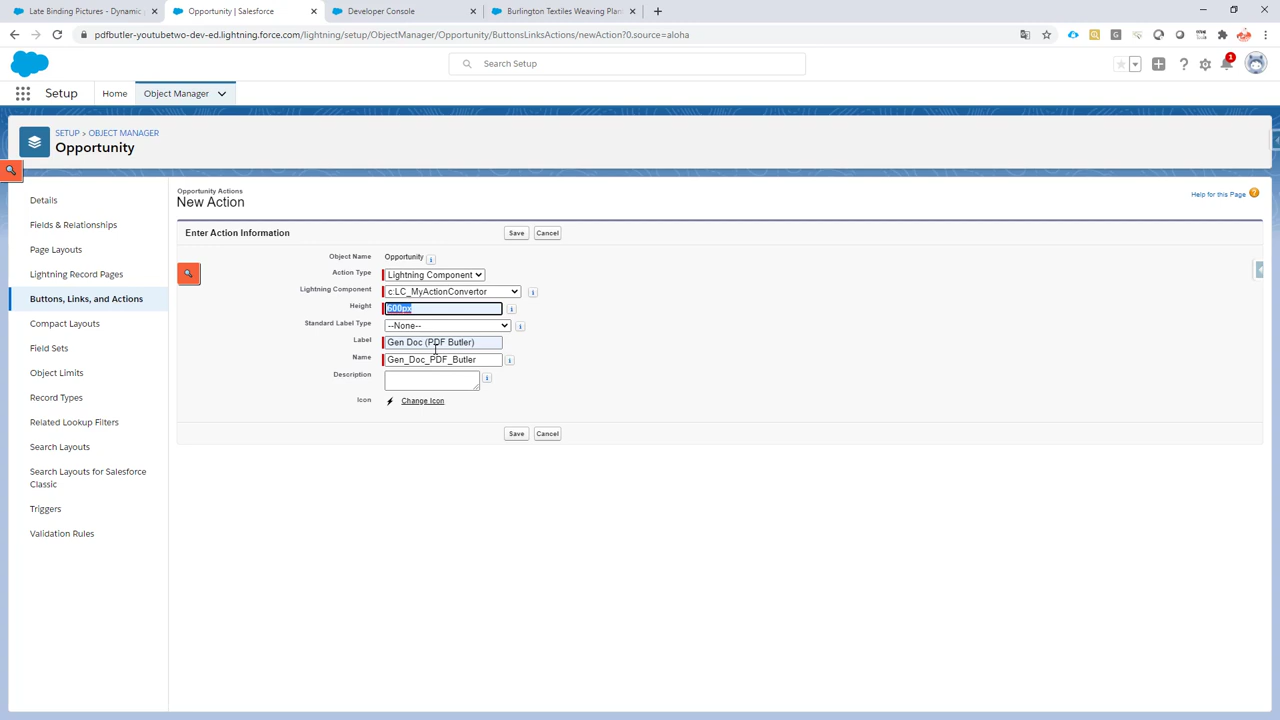 Late Binding Pictures - Dynamic
Opportunity | Salesforce
Developer Console
Burlington Textiles Weaving Plan
pdfbutler-youtubetwo-dev-ed.lightning.force.com/lightning/setup/ObjectManager/Opportunity/ButtonsLinksActions/newAction?0.source=aloha
Search Setup
1
Setup
Home
Object Manager
SETUP > OBJECT MANAGER
Opportunity
Details
Fields & Relationships
Page Layouts
Lightning Record Pages
Buttons, Links, and Actions
Compact Layouts
Field Sets
Object Limits
Record Types
Related Lookup Filters
Search Layouts
Search Layouts for Salesforce
Classic
Triggers
Validation Rules
Opportunity Actions
New Action
Help for this Page
Enter Action Information
Save
Cancel
Object Name Opportunity
Action Type Lightning Component
Lightning Component c:LC_MyActionConvertor
Height 600px
Standard Label Type --None--
Label Gen Doc (PDF Butler)
Name Gen_Doc_PDF_Butler
Description
Icon Change Icon
Save
Cancel